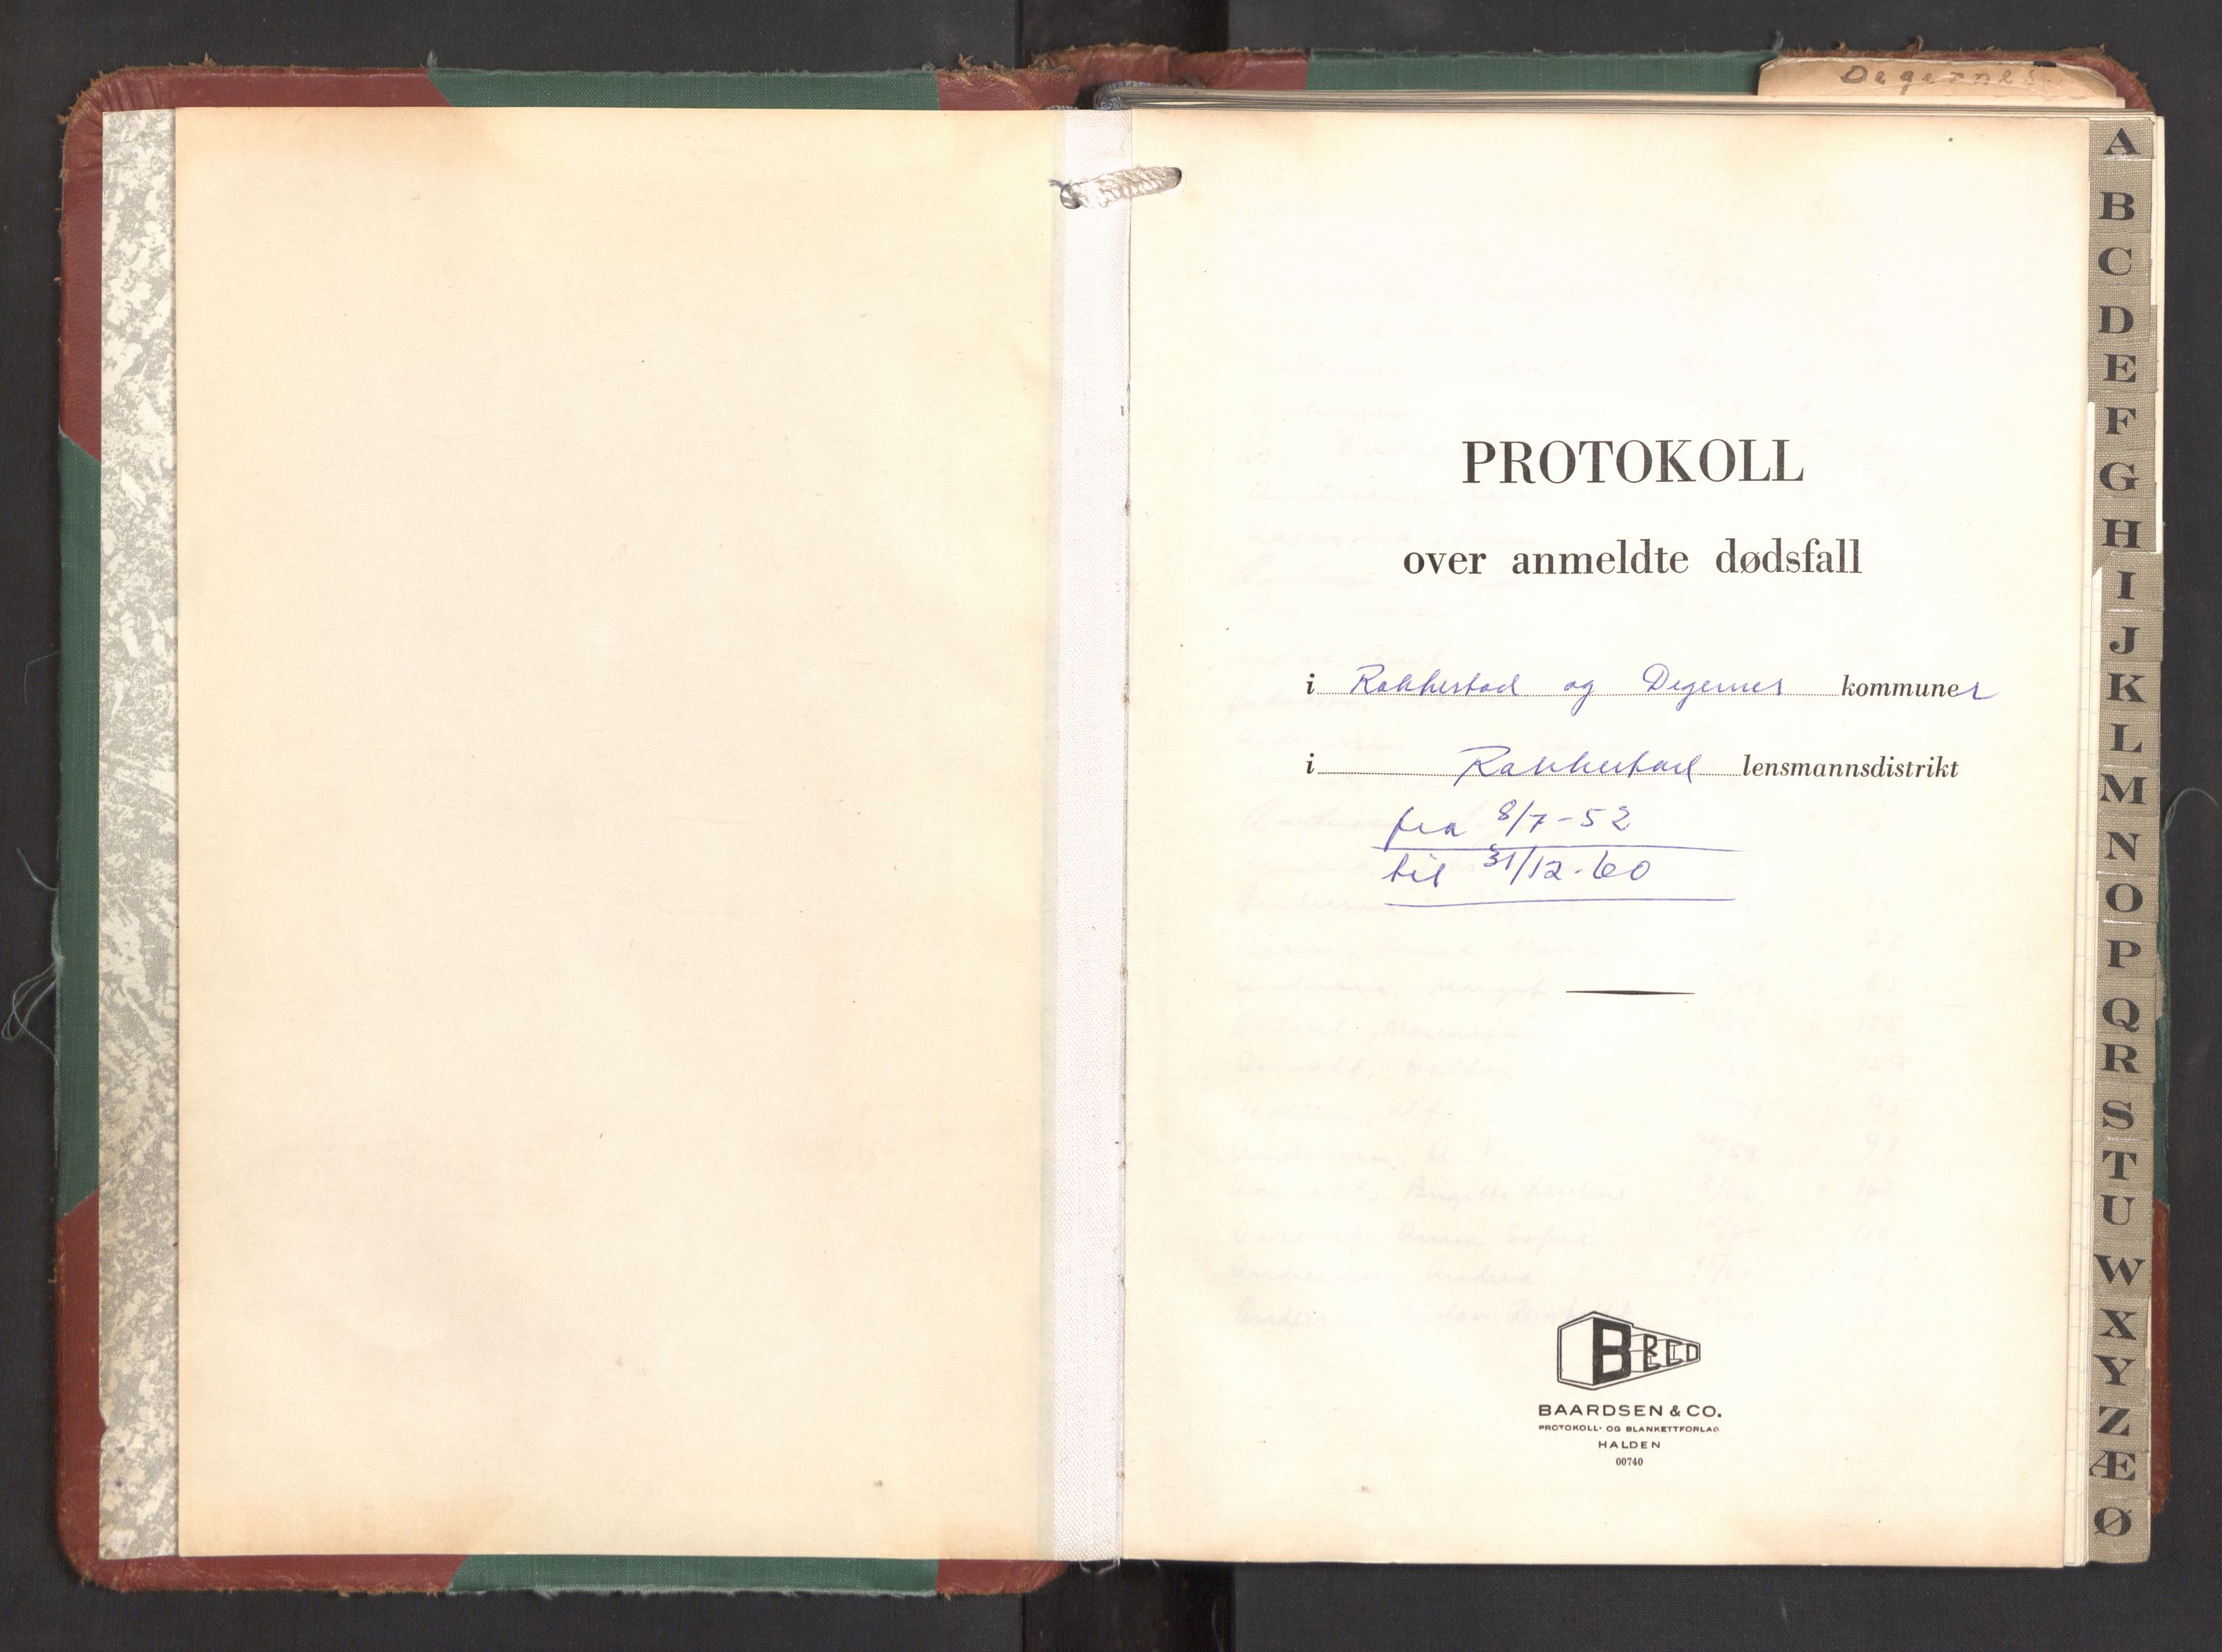 Degernes
PROTOKOLL
over anmeldte dødsfall
i Rakkestad og Degernes kommuner
i Rakkestad lensmannsdistrikt
fra 8/7-52
til 31/12-60
B B & CO
BAARDSEN & CO.
PROTOKOLL- OG BLANKETTFORLAG
HALDEN
00740
A
B
C
D
E
F
G
H
I
J
K
L
M
N
O
P
Q
R
S
T
U
W
X
Y
Z
Æ
Ø